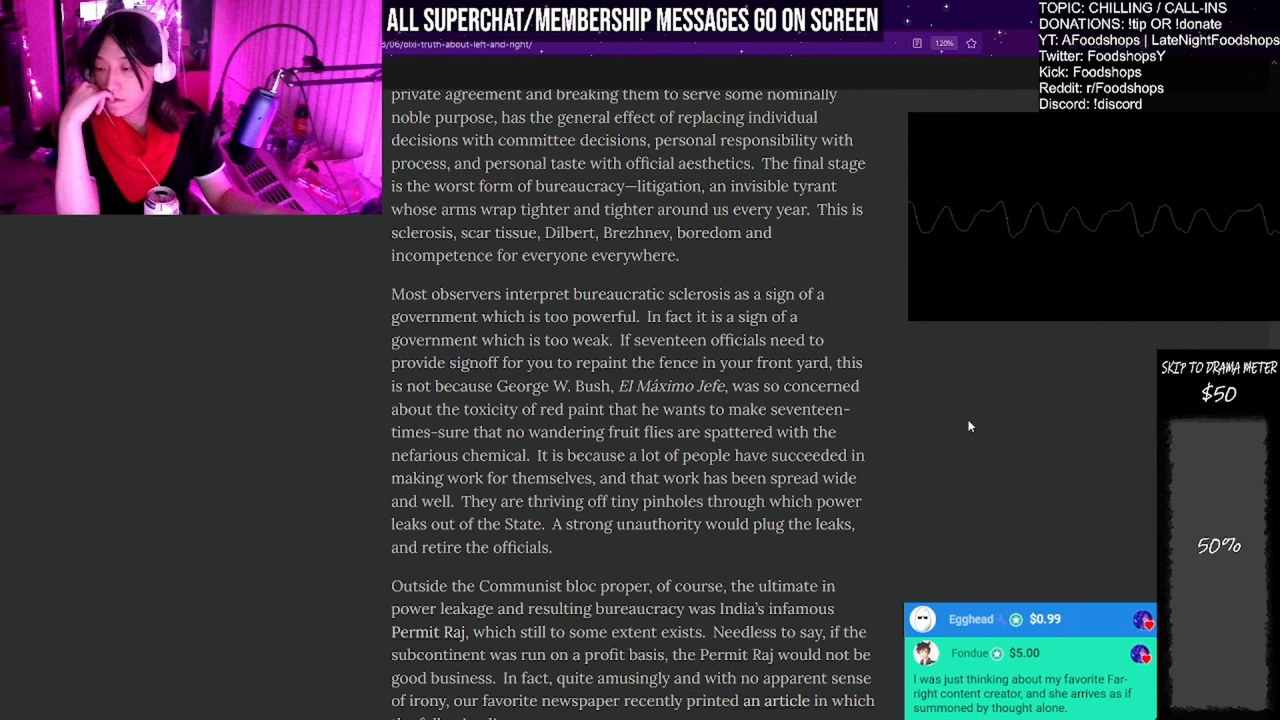 ALL SUPERCHAT/MEMBERSHIP MESSAGES GO ON SCREEN
TOPIC: CHILLING / CALL-INS
DONATIONS: !tip OR !donate
YT: AFoodshops | LateNightFoodshops
Twitter: FoodshopsY
Kick: Foodshops
Reddit: r/Foodshops
Discord: !discord
/06/olxi-truth-about-left-and-right/
120%
private agreement and breaking them to serve some nominally
noble purpose, has the general effect of replacing individual
decisions with committee decisions, personal responsibility with
process, and personal taste with official aesthetics. The final stage
is the worst form of bureaucracy—litigation, an invisible tyrant
whose arms wrap tighter and tighter around us every year. This is
sclerosis, scar tissue, Dilbert, Brezhnev, boredom and
incompetence for everyone everywhere.
Most observers interpret bureaucratic sclerosis as a sign of a
government which is too powerful. In fact it is a sign of a
government which is too weak. If seventeen officials need to
provide signoff for you to repaint the fence in your front yard, this
is not because George W. Bush, El Máximo Jefe, was so concerned
about the toxicity of red paint that he wants to make seventeen-
times-sure that no wandering fruit flies are spattered with the
nefarious chemical. It is because a lot of people have succeeded in
making work for themselves, and that work has been spread wide
and well. They are thriving off tiny pinholes through which power
leaks out of the State. A strong unauthority would plug the leaks,
and retire the officials.
Outside the Communist bloc proper, of course, the ultimate in
power leakage and resulting bureaucracy was India's infamous
Permit Raj, which still to some extent exists. Needless to say, if the
subcontinent was run on a profit basis, the Permit Raj would not be
good business. In fact, quite amusingly and with no apparent sense
of irony, our favorite newspaper recently printed an article in which
SKIP TO DRAMA METER
$50
50%
Egghead $0.99
Fondue $5.00
I was just thinking about my favorite Far-
right content creator, and she arrives as if
summoned by thought alone.